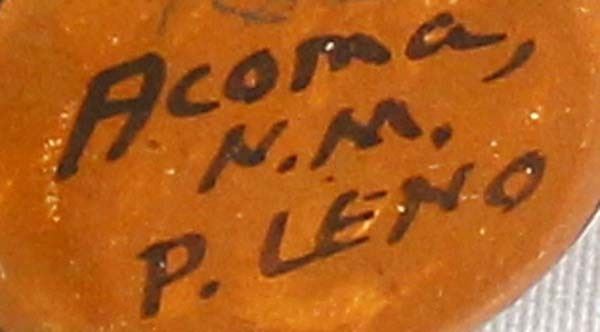 Acoma,
N.M.
P. LENO